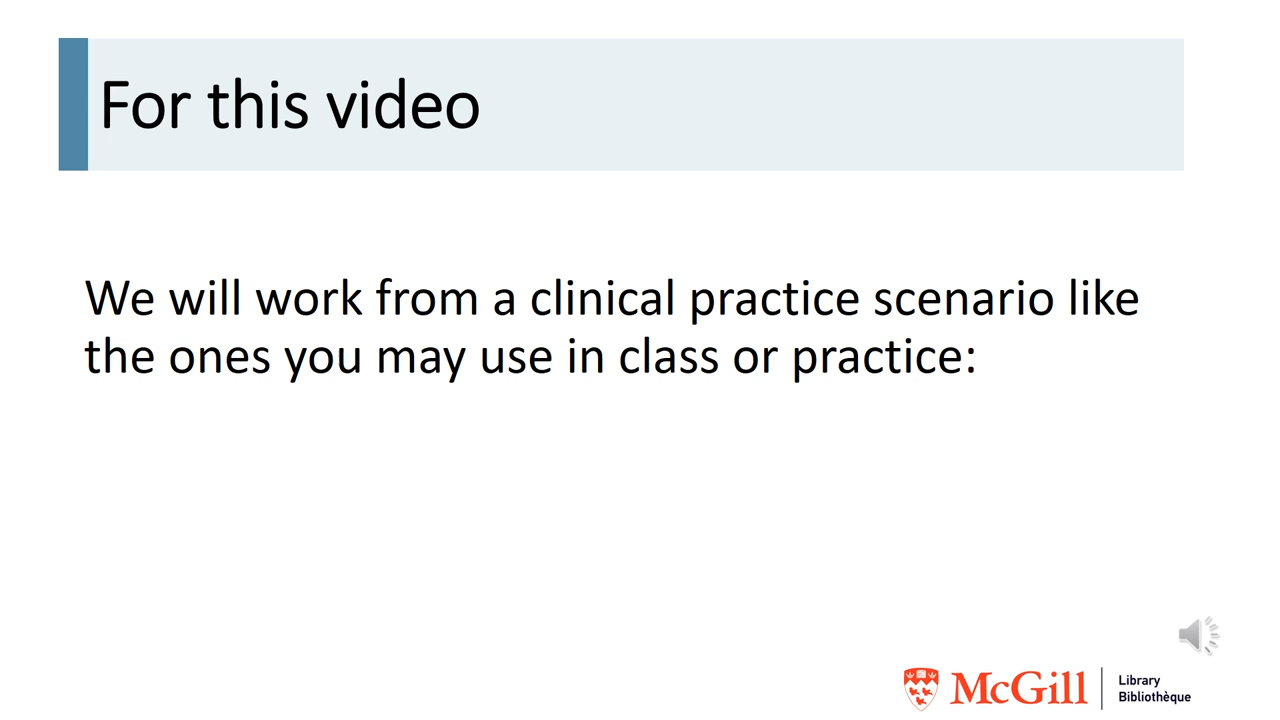 For this video
We will work from a clinical practice scenario like
the ones you may use in class or practice:
McGill
Library
Bibliothèque